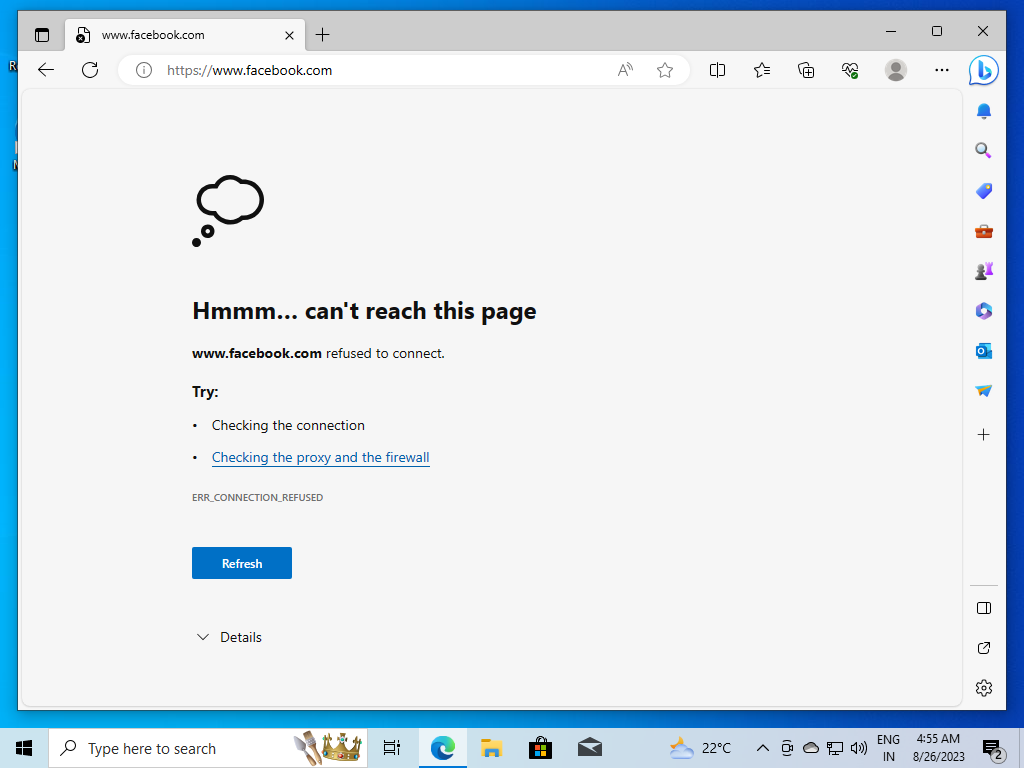 www.facebook.com
https://www.facebook.com
Hmmm... can't reach this page
www.facebook.com refused to connect.
Try:
• Checking the connection
• Checking the proxy and the firewall
ERR_CONNECTION_REFUSED
Refresh
Details
Type here to search
22°C
ENG
IN
4:55 AM
8/26/2023
2